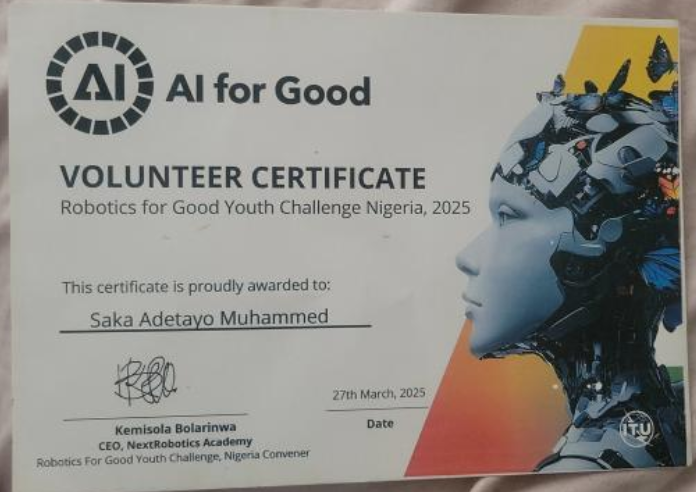 AI AI for Good
VOLUNTEER CERTIFICATE
Robotics for Good Youth Challenge Nigeria, 2025
This certificate is proudly awarded to:
Saka Adetayo Muhammed
27th March, 2025
Date
Kemisola Bolarinwa
CEO, NextRobotics Academy
Robotics For Good Youth Challenge, Nigeria Convener
ITU